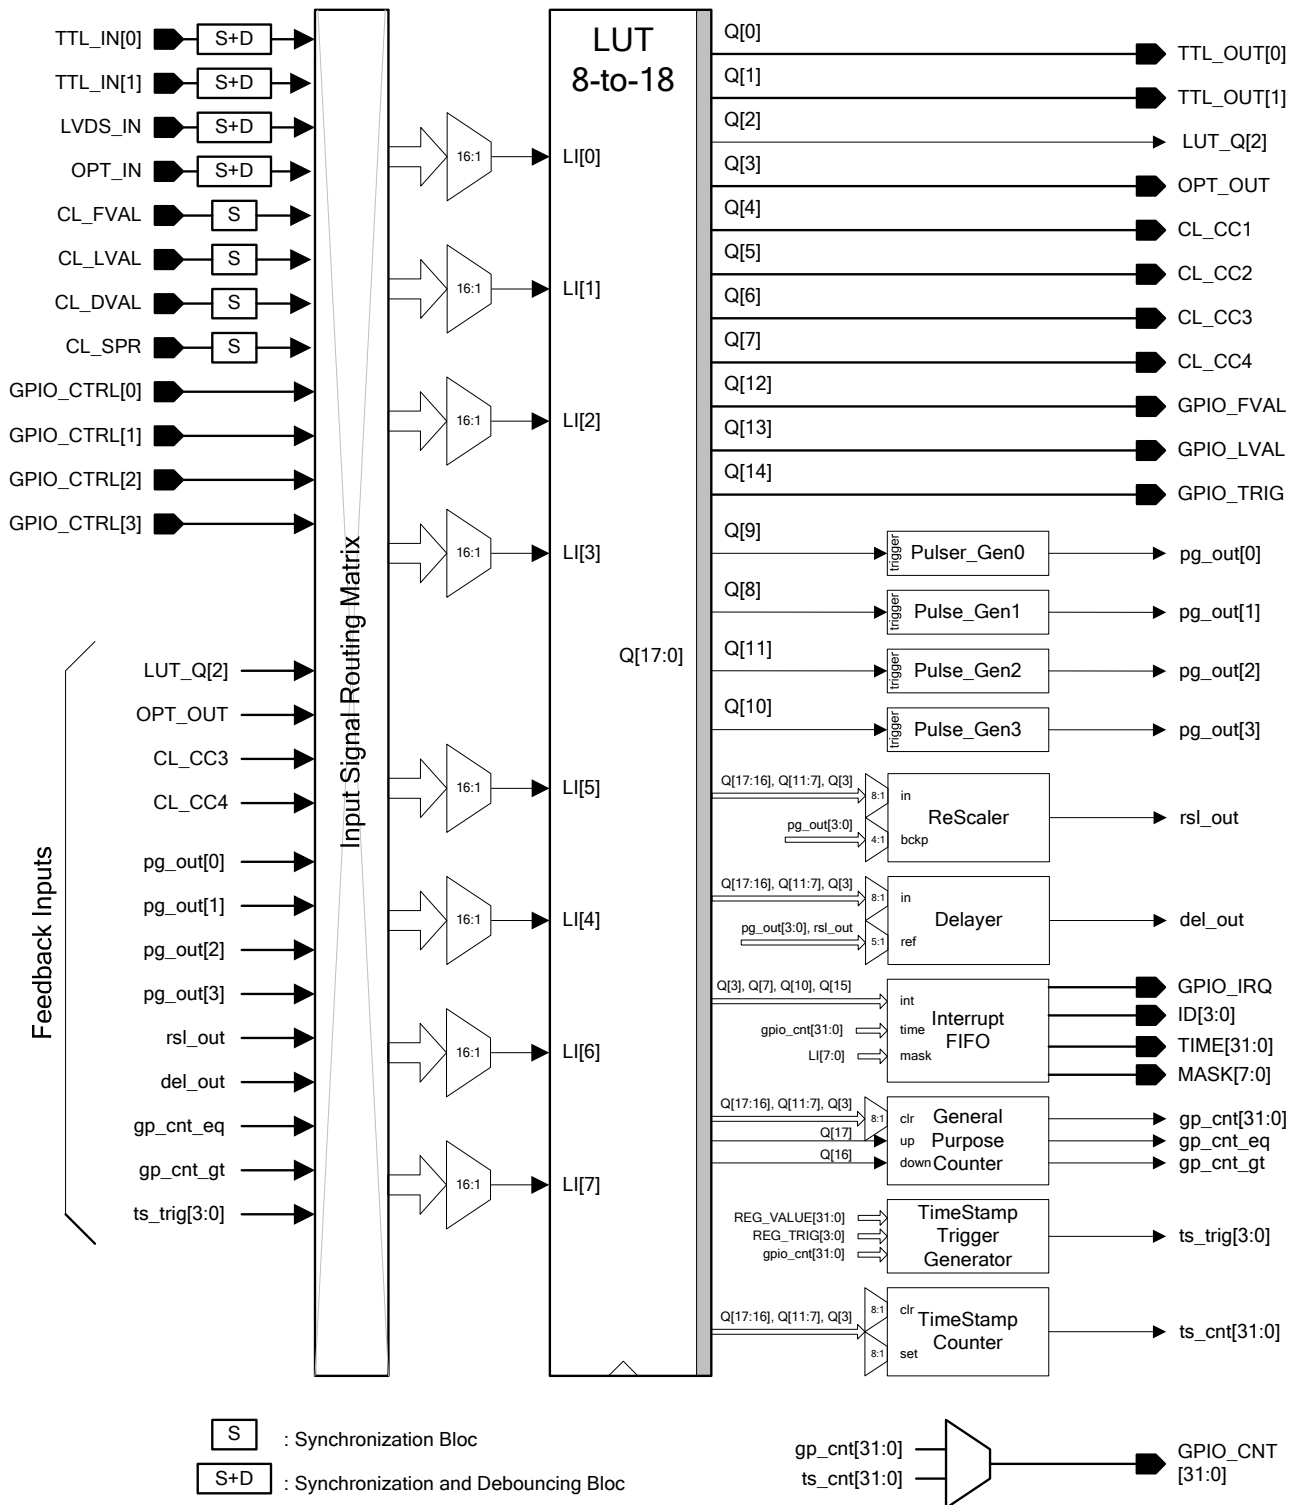 TTL_IN[0]
S+D
TTL_IN[1]
S+D
LVDS_IN
S+D
OPT_IN
S+D
CL_FVAL
S
CL_LVAL
S
CL_DVAL
S
CL_SPR
S
GPIO_CTRL[0]
GPIO_CTRL[1]
GPIO_CTRL[2]
GPIO_CTRL[3]
Feedback Inputs
LUT_Q[2]
OPT_OUT
CL_CC3
CL_CC4
pg_out[0]
pg_out[1]
pg_out[2]
pg_out[3]
rsl_out
del_out
gp_cnt_eq
gp_cnt_gt
ts_trig[3:0]
Input Signal Routing Matrix
16:1
16:1
16:1
16:1
16:1
16:1
16:1
16:1
LUT
8-to-18
LI[0]
LI[1]
LI[2]
LI[3]
Q[17:0]
LI[5]
LI[4]
LI[6]
LI[7]
Q[0]
TTL_OUT[0]
Q[1]
TTL_OUT[1]
Q[2]
LUT_Q[2]
Q[3]
OPT_OUT
Q[4]
CL_CC1
Q[5]
CL_CC2
Q[6]
CL_CC3
Q[7]
CL_CC4
Q[12]
GPIO_FVAL
Q[13]
GPIO_LVAL
Q[14]
GPIO_TRIG
Q[9]
trigger
Pulser_Gen0
pg_out[0]
Q[8]
trigger
Pulse_Gen1
pg_out[1]
Q[11]
trigger
Pulse_Gen2
pg_out[2]
Q[10]
trigger
Pulse_Gen3
pg_out[3]
Q[17:16], Q[11:7], Q[3]
8:1
in
ReScaler
rsl_out
pg_out[3:0]
4:1
bckp
Q[17:16], Q[11:7], Q[3]
8:1
in
Delayer
del_out
pg_out[3:0], rsl_out
5:1
ref
Q[3], Q[7], Q[10], Q[15]
int
gpio_cnt[31:0]
time
LI[7:0]
mask
Interrupt
FIFO
GPIO_IRQ
ID[3:0]
TIME[31:0]
MASK[7:0]
Q[17:16], Q[11:7], Q[3]
8:1
clr
Q[17]
up
Q[16]
down
General
Purpose
Counter
gp_cnt[31:0]
gp_cnt_eq
gp_cnt_gt
REG_VALUE[31:0]
REG_TRIG[3:0]
gpio_cnt[31:0]
TimeStamp
Trigger
Generator
ts_trig[3:0]
Q[17:16], Q[11:7], Q[3]
8:1
clr
8:1
set
TimeStamp
Counter
ts_cnt[31:0]
S
: Synchronization Bloc
S+D
: Synchronization and Debouncing Bloc
gp_cnt[31:0]
ts_cnt[31:0]
GPIO_CNT
[31:0]